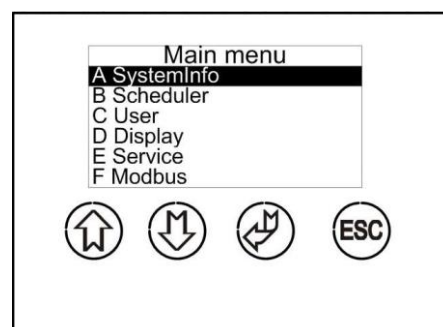 Main menu
A SystemInfo
B Scheduler
C User
D Display
E Service
F Modbus
ESC